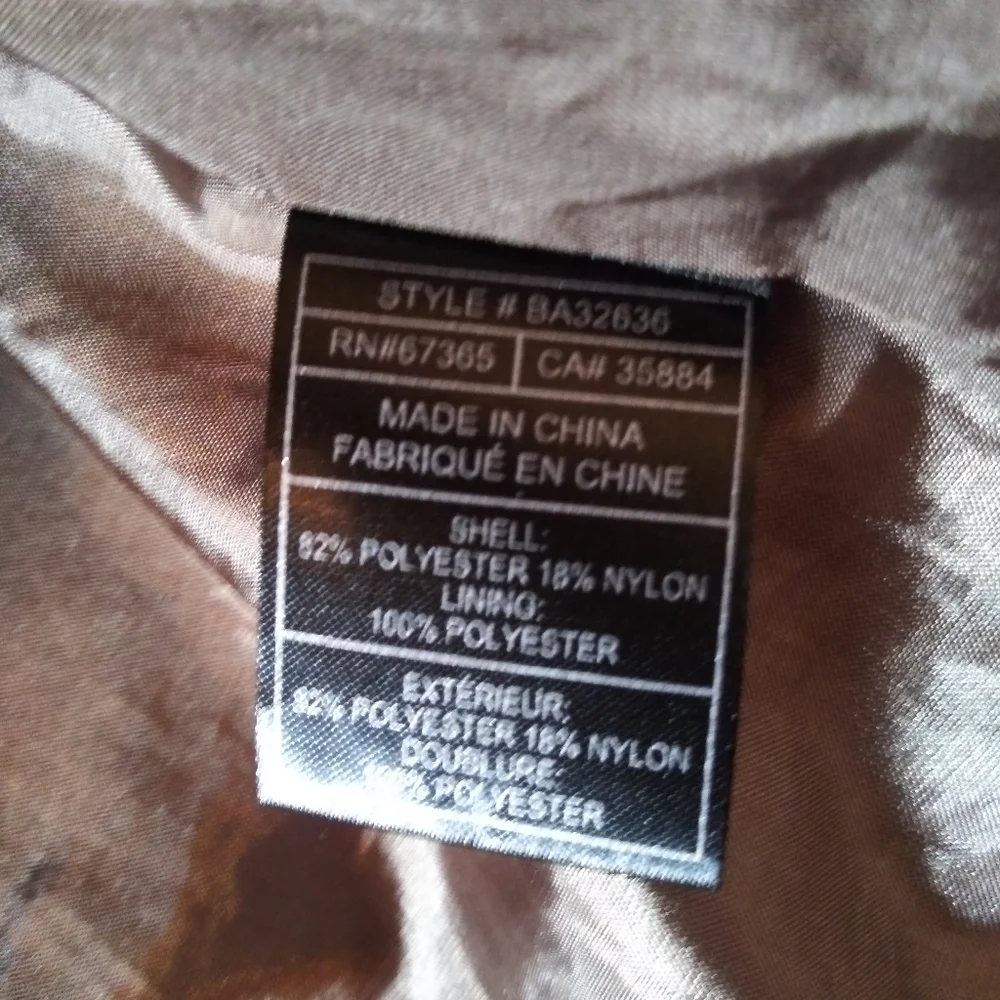 STYLE # BA32636
RN#67365 CA# 35884
MADE IN CHINA
FABRIQUÉ EN CHINE
SHELL:
82% POLYESTER 18% NYLON
LINING:
100% POLYESTER
EXTÉRIEUR:
82% POLYESTER 18% NYLON
DOUBLURE:
100% POLYESTER